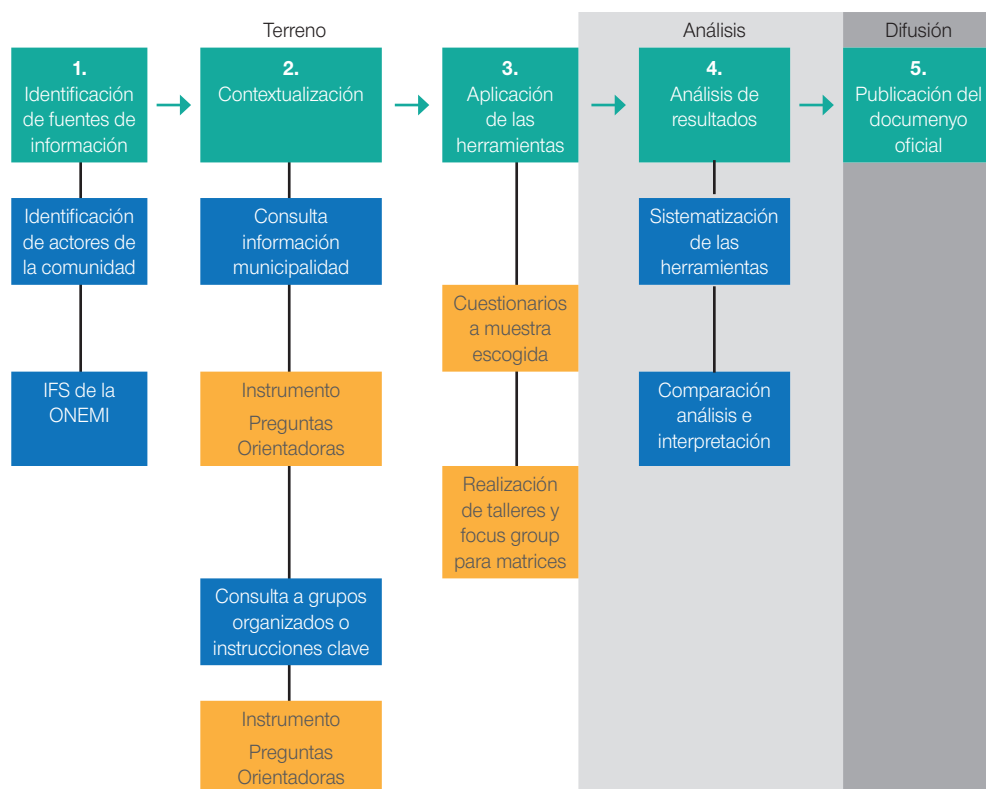 Terreno
Análisis
Difusión
1.
Identificación
de fuentes de
información
2.
Contextualización
3.
Aplicación
de las
herramientas
4.
Análisis de
resultados
5.
Publicación del
documenyo
oficial
Identificación
de actores de
la comunidad
IFS de la
ONEMI
Consulta
información
municipalidad
Instrumento
Preguntas
Orientadoras
Consulta a grupos
organizados o
instrucciones clave
Instrumento
Preguntas
Orientadoras
Cuestionarios
a muestra
escogida
Realización
de talleres y
focus group
para matrices
Sistematización
de las
herramientas
Comparación
análisis e
interpretación